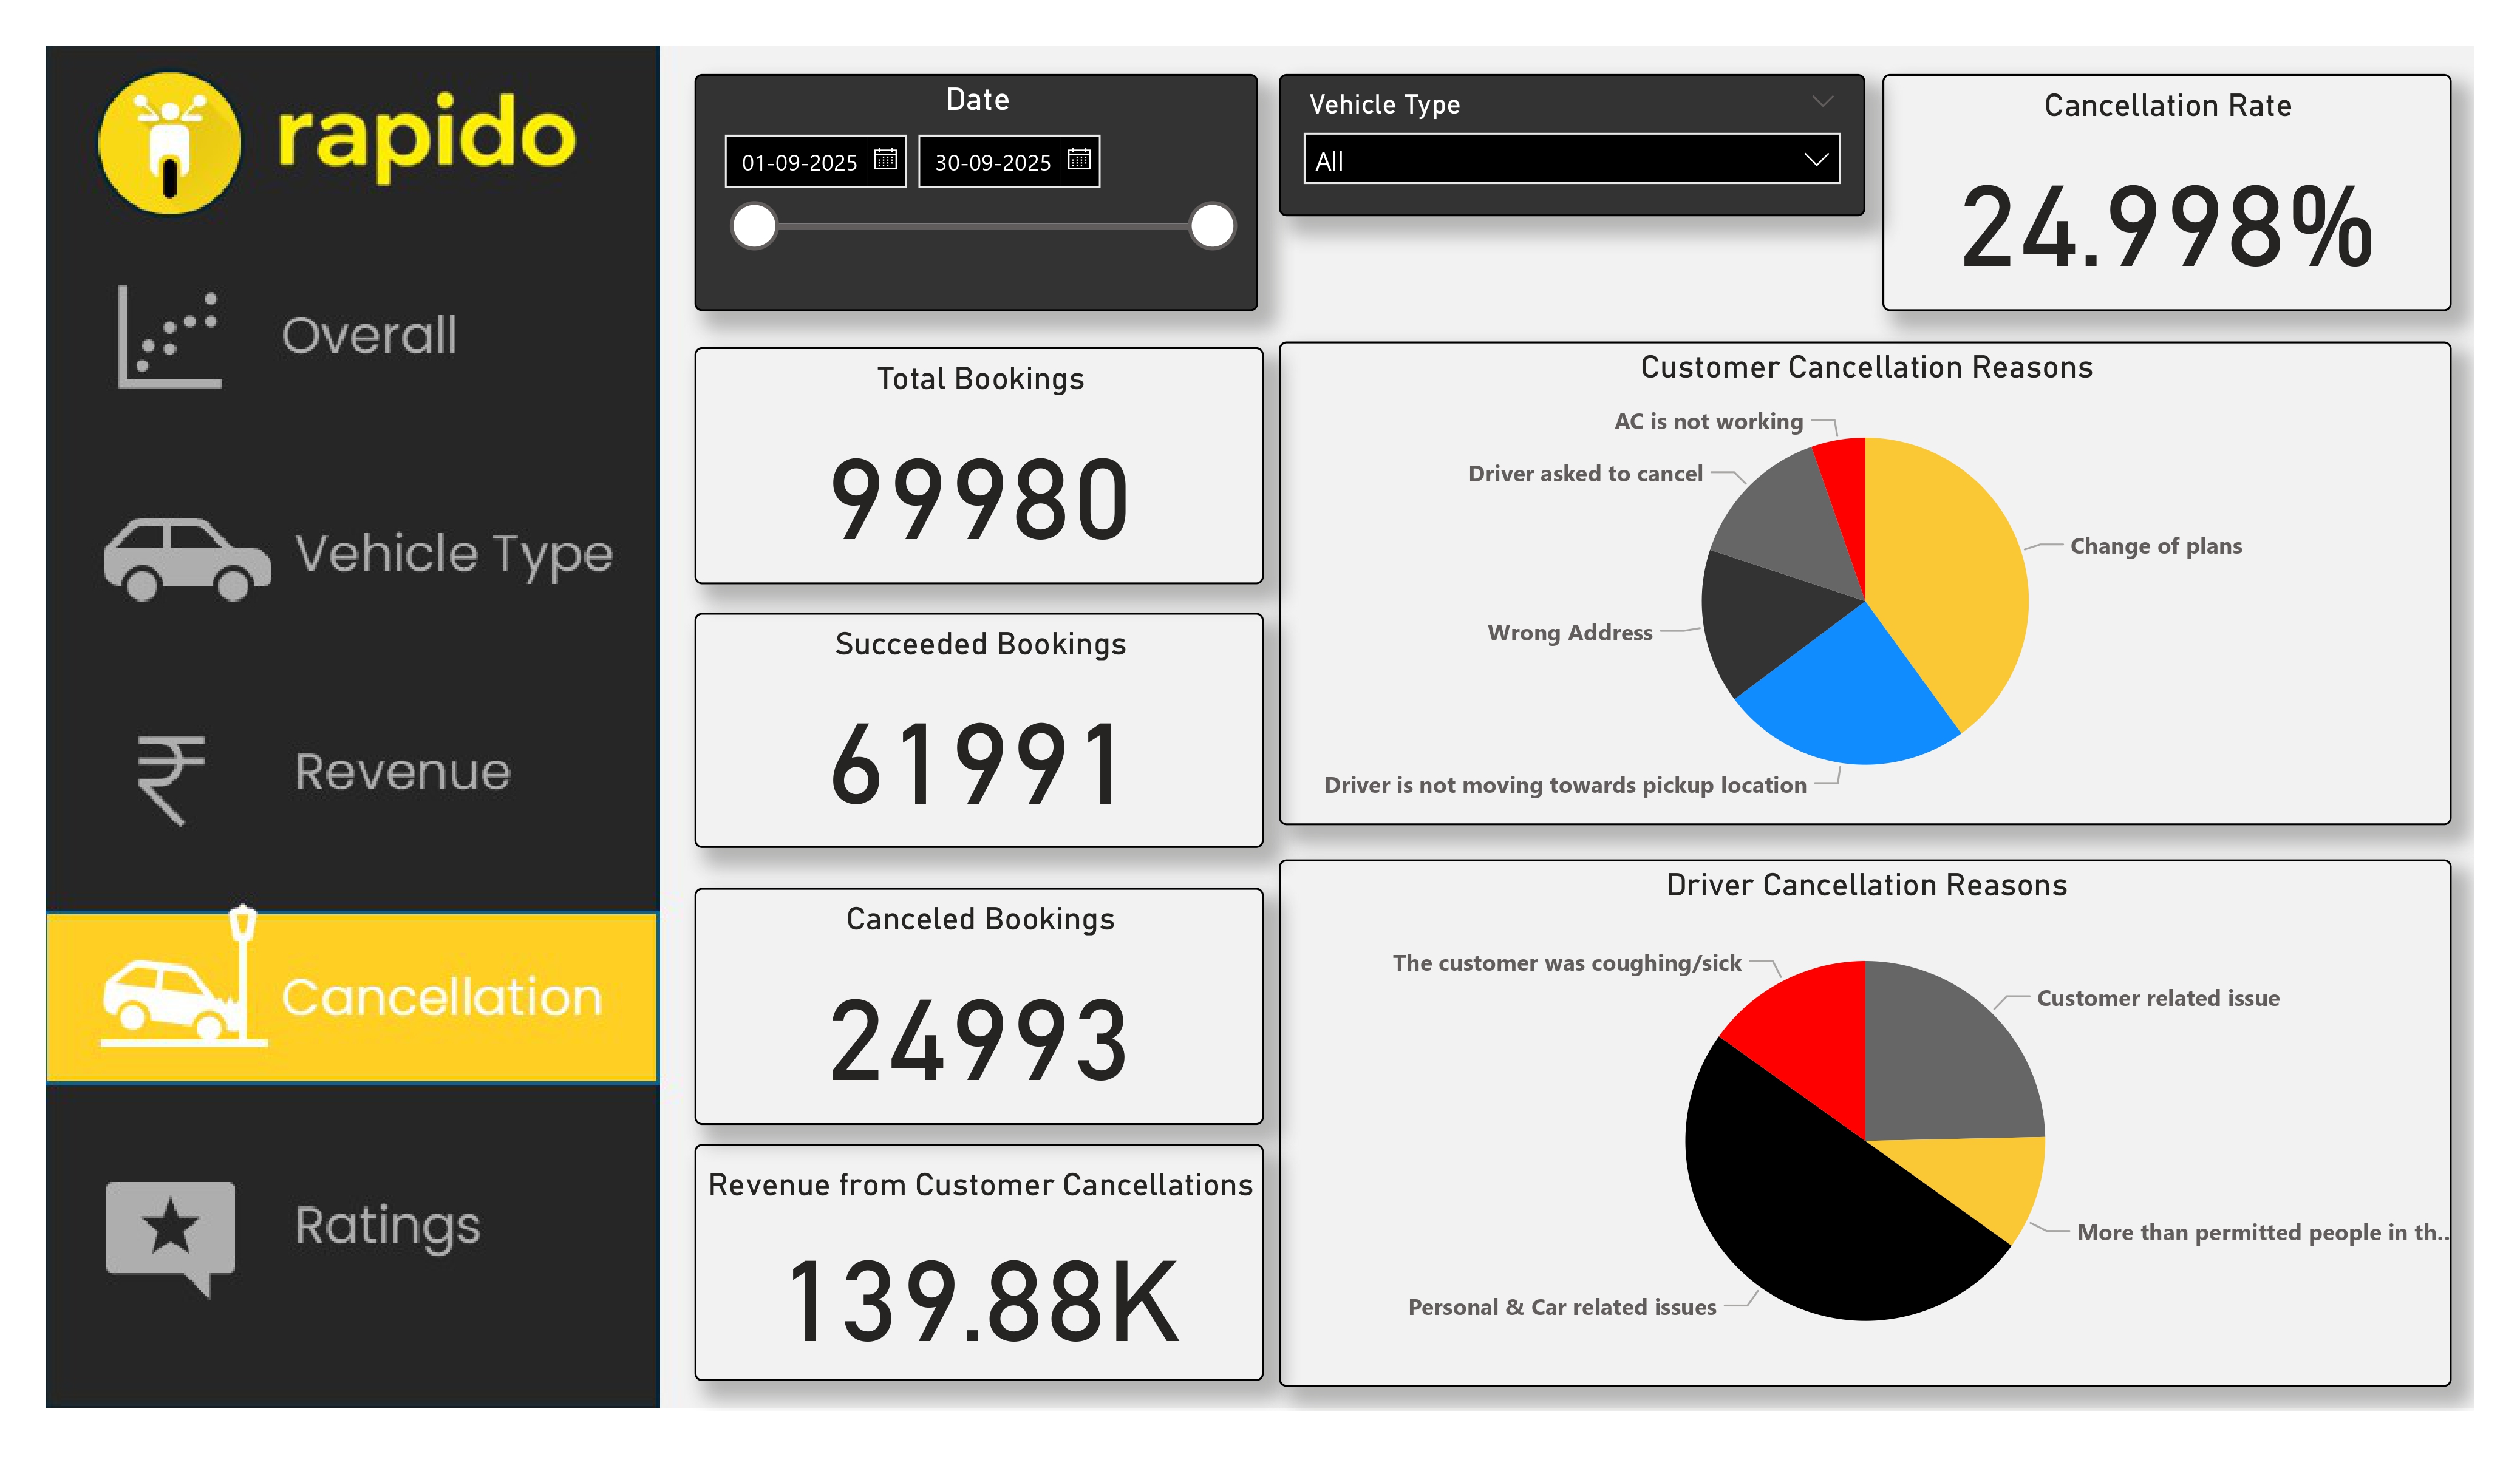 rapido
Overall
Vehicle Type
Revenue
Cancellation
Ratings
Date
01-09-2025
30-09-2025
Vehicle Type
All
Cancellation Rate
24.998%
Total Bookings
99980
Succeeded Bookings
61991
Canceled Bookings
24993
Revenue from Customer Cancellations
139.88K
Customer Cancellation Reasons
AC is not working
Driver asked to cancel
Change of plans
Wrong Address
Driver is not moving towards pickup location
Driver Cancellation Reasons
The customer was coughing/sick
Customer related issue
More than permitted people in th...
Personal & Car related issues